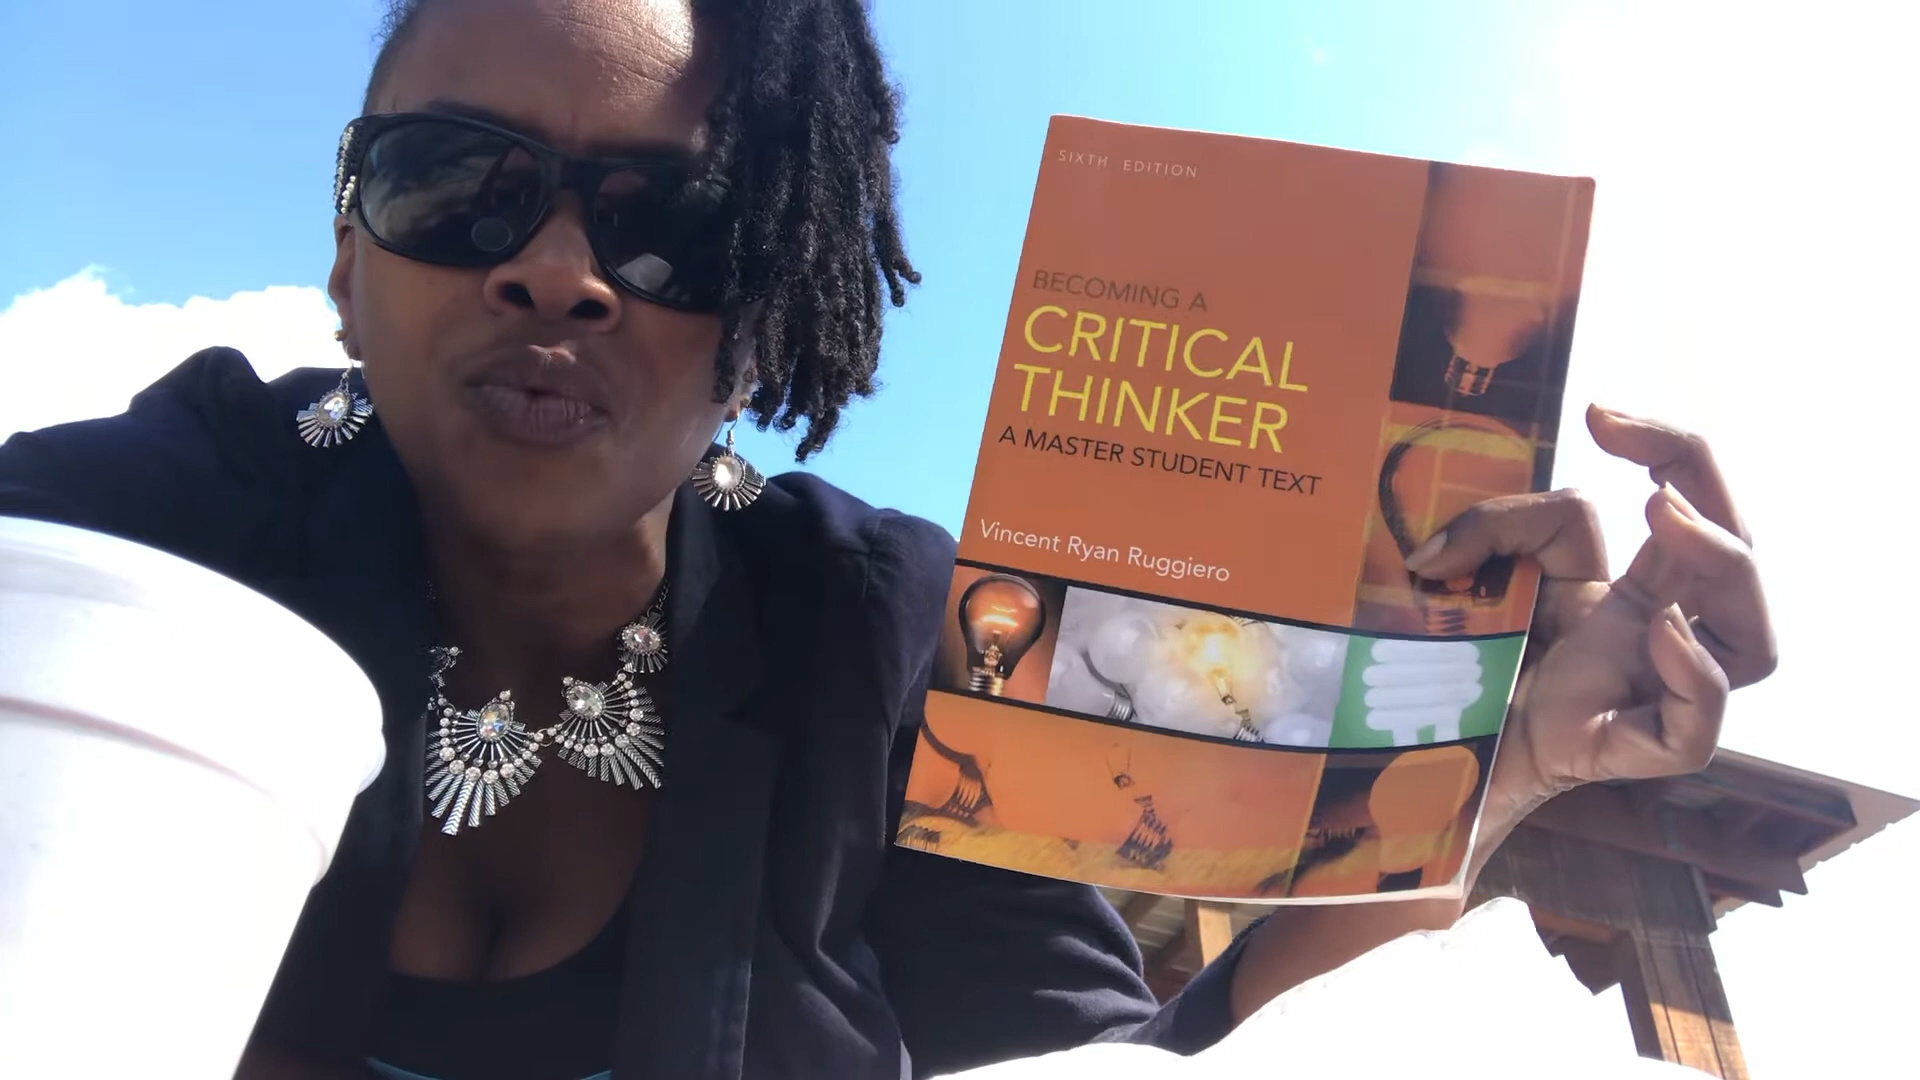 SIXTH EDITION
BECOMING A
CRITICAL
THINKER
A MASTER STUDENT TEXT
Vincent Ryan Ruggiero